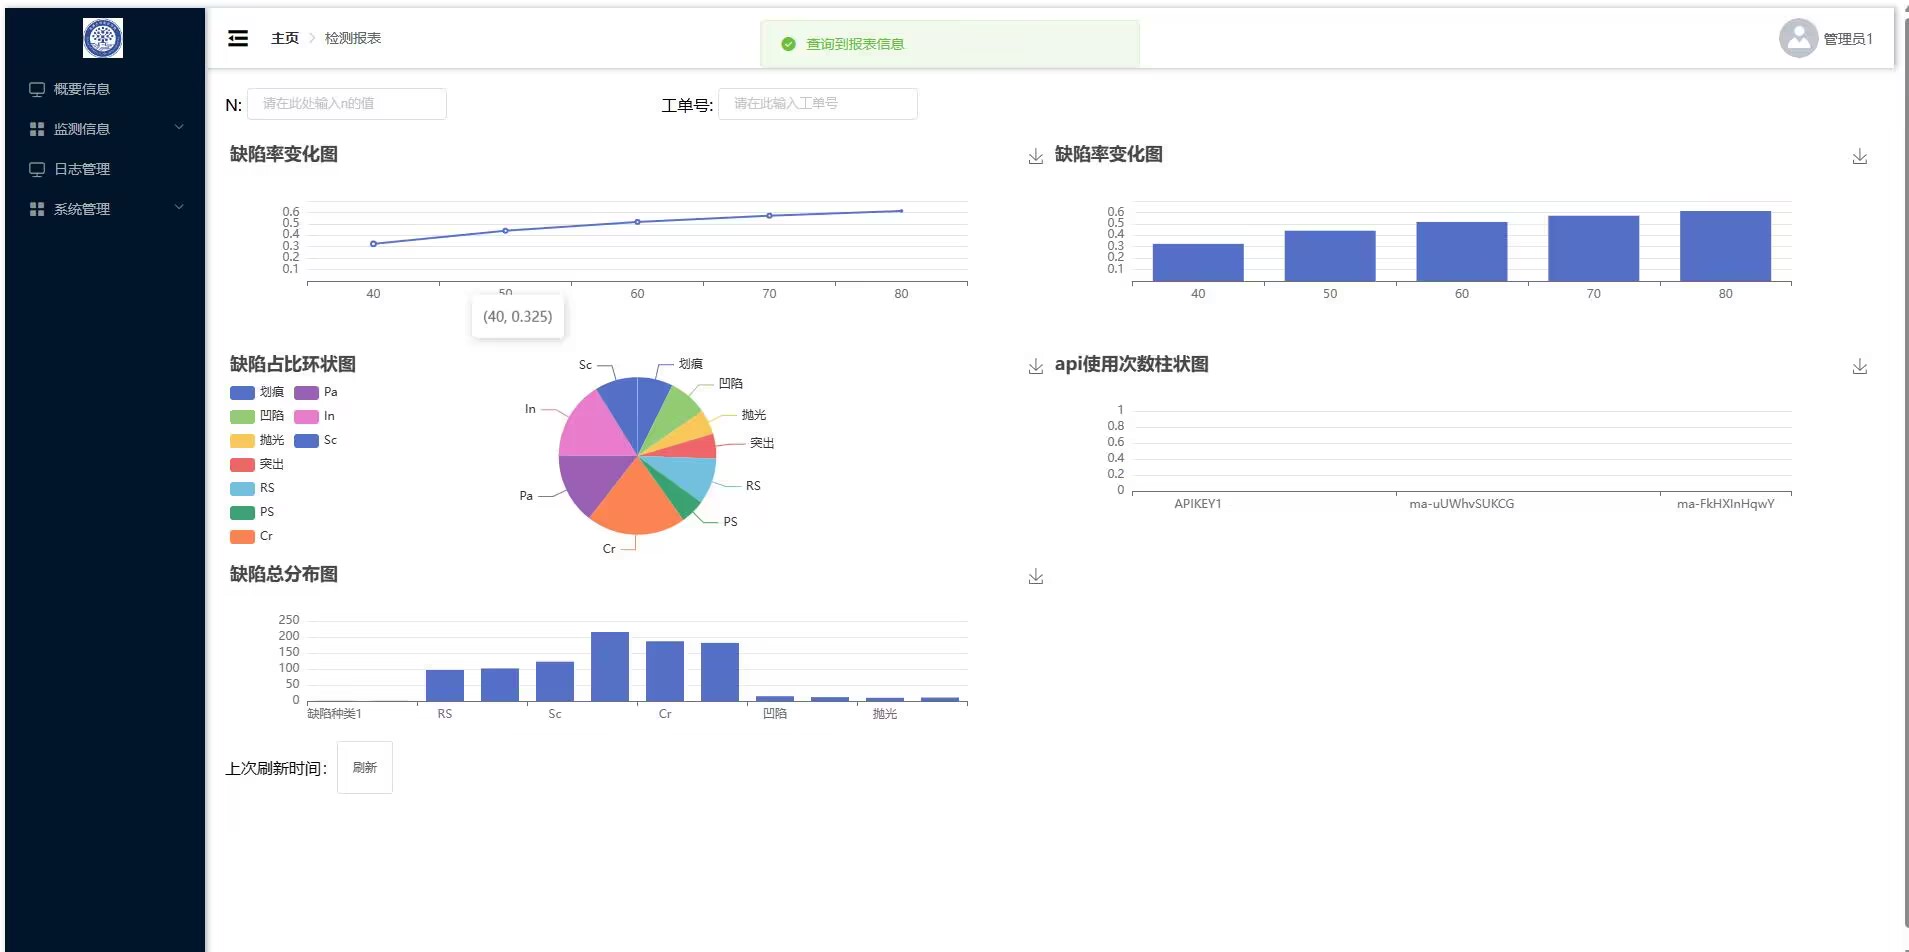 主页 > 检测报表
查询到报表信息
管理员1
概要信息
监测信息
日志管理
系统管理
N: 请在此处输入n的值
工单号: 请在此输入工单号
缺陷率变化图
0.6
0.5
0.4
0.3
0.2
0.1
40 50 60 70 80
(40, 0.325)
缺陷率变化图
0.6
0.5
0.4
0.3
0.2
0.1
40 50 60 70 80
缺陷占比环状图
划痕 Pa
凹陷 In
抛光 Sc
突出
RS
PS
Cr
Sc
划痕
凹陷
In
抛光
突出
RS
Pa
PS
Cr
api使用次数柱状图
1
0.8
0.6
0.4
0.2
0
APIKEY1 ma-uUWhvSUKCG ma-FkHXInHqwY
缺陷总分布图
250
200
150
100
50
0
缺陷种类1 RS Sc Cr 凹陷 抛光
上次刷新时间: 刷新